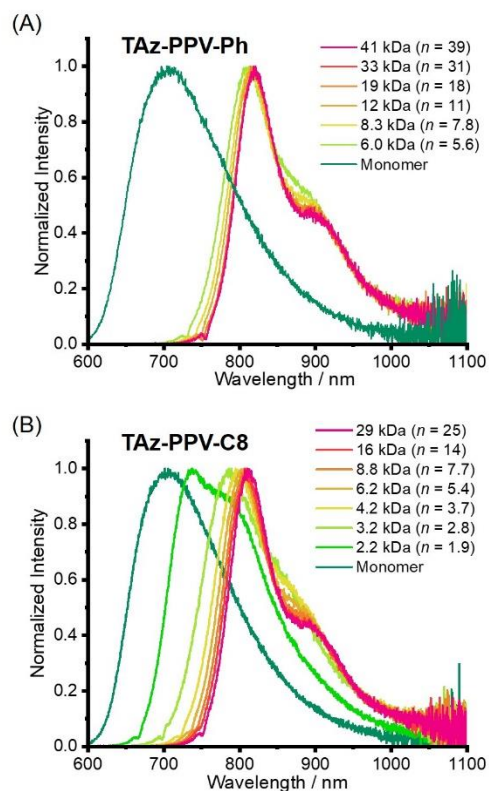 (A)
TAz-PPV-Ph
41 kDa (n = 39)
33 kDa (n = 31)
19 kDa (n = 18)
12 kDa (n = 11)
8.3 kDa (n = 7.8)
6.0 kDa (n = 5.6)
Monomer
Normalized Intensity
1.0
0.8
0.6
0.4
0.2
0.0
600 700 800 900 1000 1100
Wavelength / nm
(B)
TAz-PPV-C8
29 kDa (n = 25)
16 kDa (n = 14)
8.8 kDa (n = 7.7)
6.2 kDa (n = 5.4)
4.2 kDa (n = 3.7)
3.2 kDa (n = 2.8)
2.2 kDa (n = 1.9)
Monomer
Normalized Intensity
1.0
0.8
0.6
0.4
0.2
0.0
600 700 800 900 1000 1100
Wavelength / nm